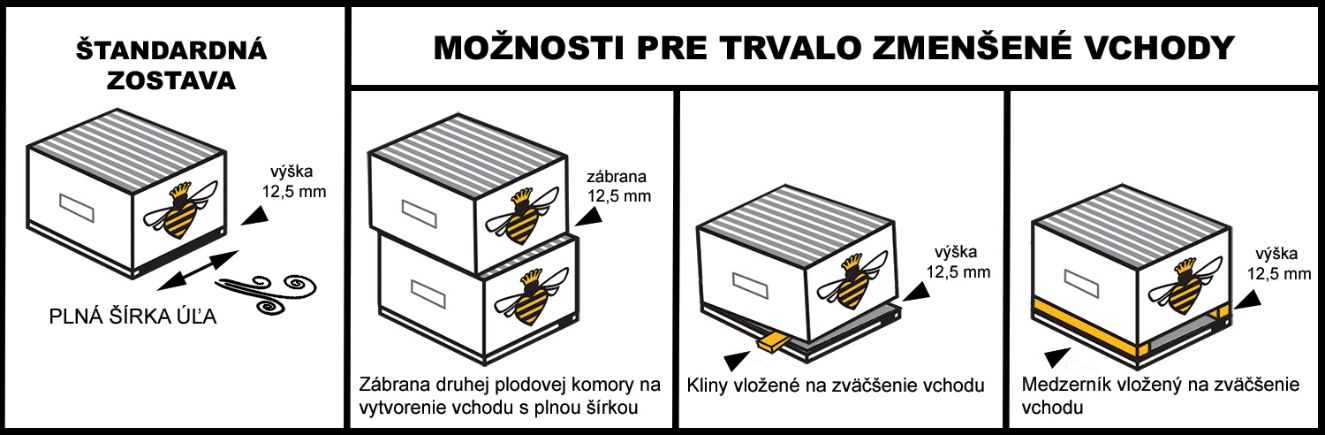 ŠTANDARDNÁ
ZOSTAVA
výška
12,5 mm
PLNÁ ŠÍRKA ÚĽA
MOŽNOSTI PRE TRVALO ZMENŠENÉ VCHODY
zábrana
12,5 mm
Zábrana druhej plodovej komory na
vytvorenie vchodu s plnou šírkou
výška
12,5 mm
Kliny vložené na zväčšenie vchodu
výška
12,5 mm
Medzerník vložený na zväčšenie
vchodu